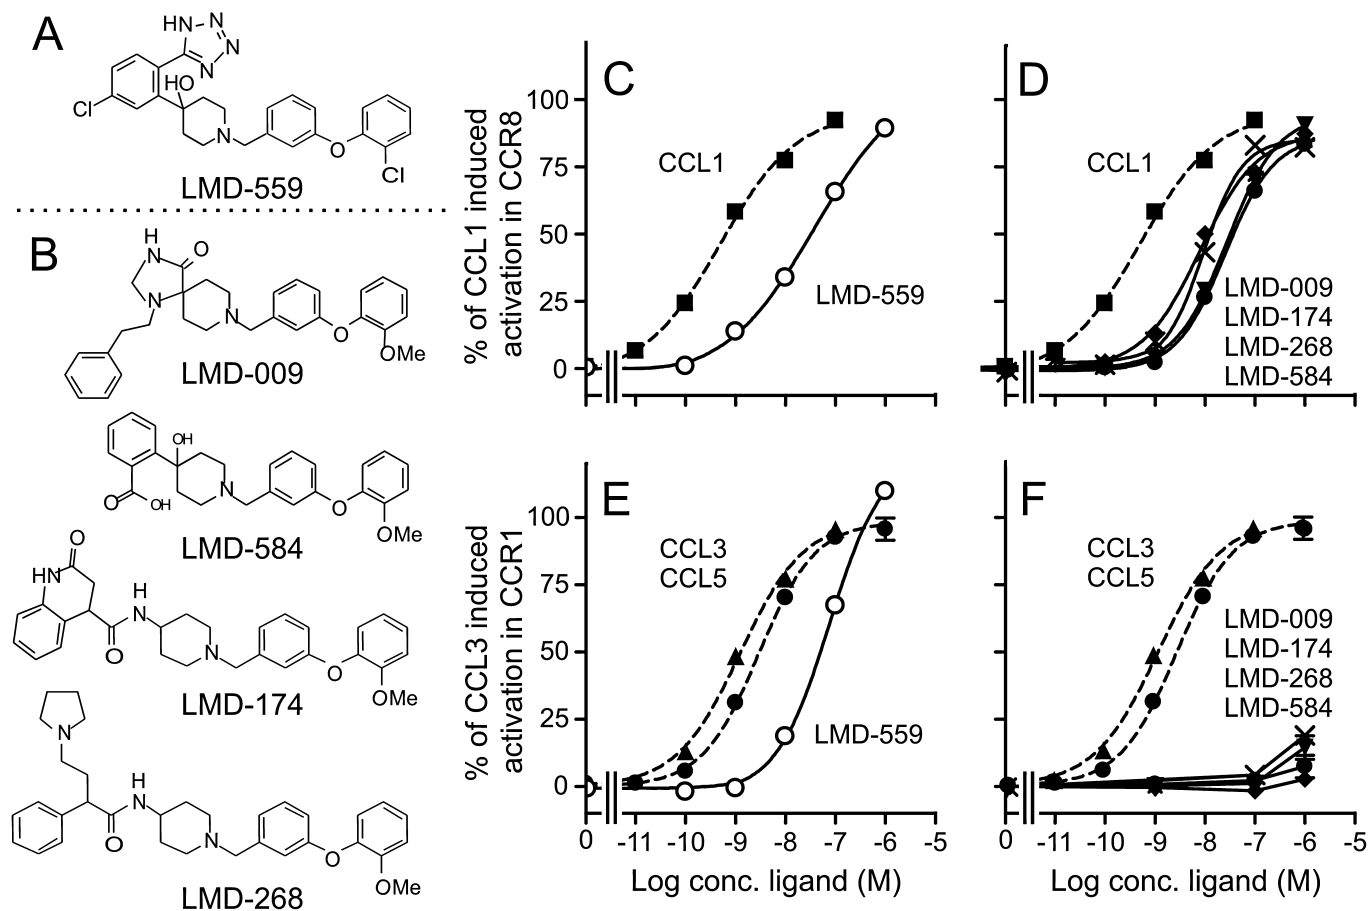 A
HN
N
N
N
HO
Cl
N
O
Cl
LMD-559
B
H
N
O
N
N
O
OMe
LMD-009
OH
O
OH
N
O
OMe
LMD-584
O
HN
H
N
O
N
O
OMe
LMD-174
N
H
N
O
N
O
OMe
LMD-268
C
% of CCL1 induced
activation in CCR8
100
75
50
25
0
CCL1
LMD-559
D
CCL1
LMD-009
LMD-174
LMD-268
LMD-584
E
% of CCL3 induced
activation in CCR1
100
75
50
25
0
CCL3
CCL5
LMD-559
0 -11 -10 -9 -8 -7 -6 -5
Log conc. ligand (M)
F
CCL3
CCL5
LMD-009
LMD-174
LMD-268
LMD-584
0 -11 -10 -9 -8 -7 -6 -5
Log conc. ligand (M)